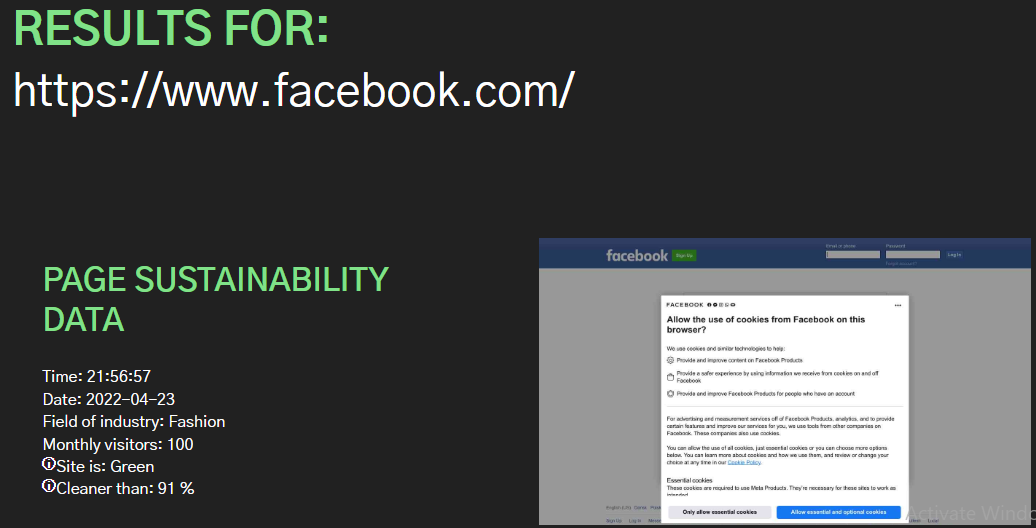 RESULTS FOR:
https://www.facebook.com/
PAGE SUSTAINABILITY
DATA
Time: 21:56:57
Date: 2022-04-23
Field of industry: Fashion
Monthly visitors: 100
Site is: Green
Cleaner than: 91 %
facebook Sign Up
Email or phone Password
Log In
Forgot account?
FACEBOOK
Allow the use of cookies from Facebook on this
browser?
We use cookies and similar technologies to help:
Provide and improve content on Facebook Products
Provide a safer experience by using information we receive from cookies on and off
Facebook
Provide and improve Facebook Products for people who have an account
For advertising and measurement services off of Facebook Products, analytics, and to provide
certain features and improve our services for you, we use tools from other companies on
Facebook. These companies also use cookies.
You can allow the use of all cookies, just essential cookies or you can choose more options
below. You can learn more about cookies and how we use them, and review or change your
choice at any time in our Cookie Policy.
Essential cookies
These cookies are required to use Meta Products. They're necessary for these sites to work as
intended.
Only allow essential cookies Allow essential and optional cookies
English (US)
Sign Up Log In
Activate Windo